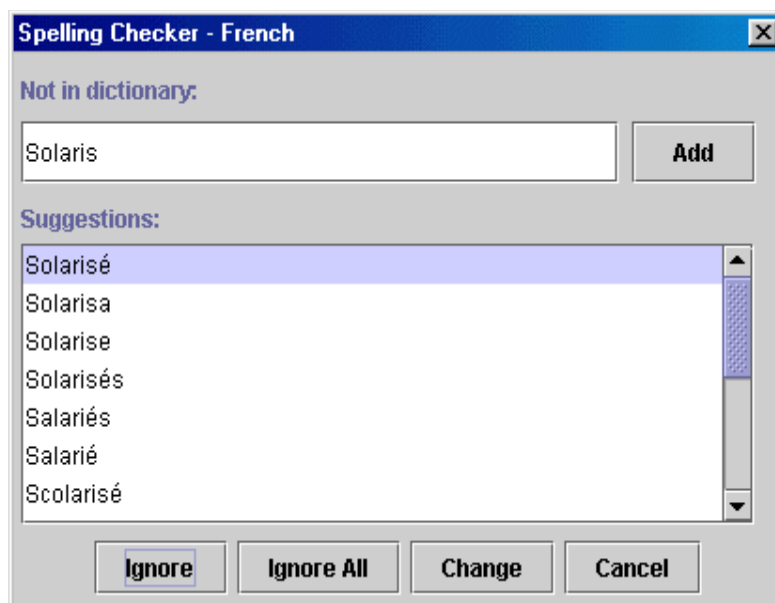 Spelling Checker - French
Not in dictionary:
Solaris
Add
Suggestions:
Solarisé
Solarisa
Solarise
Solarisés
Salariés
Salarié
Scolarisé
Ignore Ignore All Change Cancel